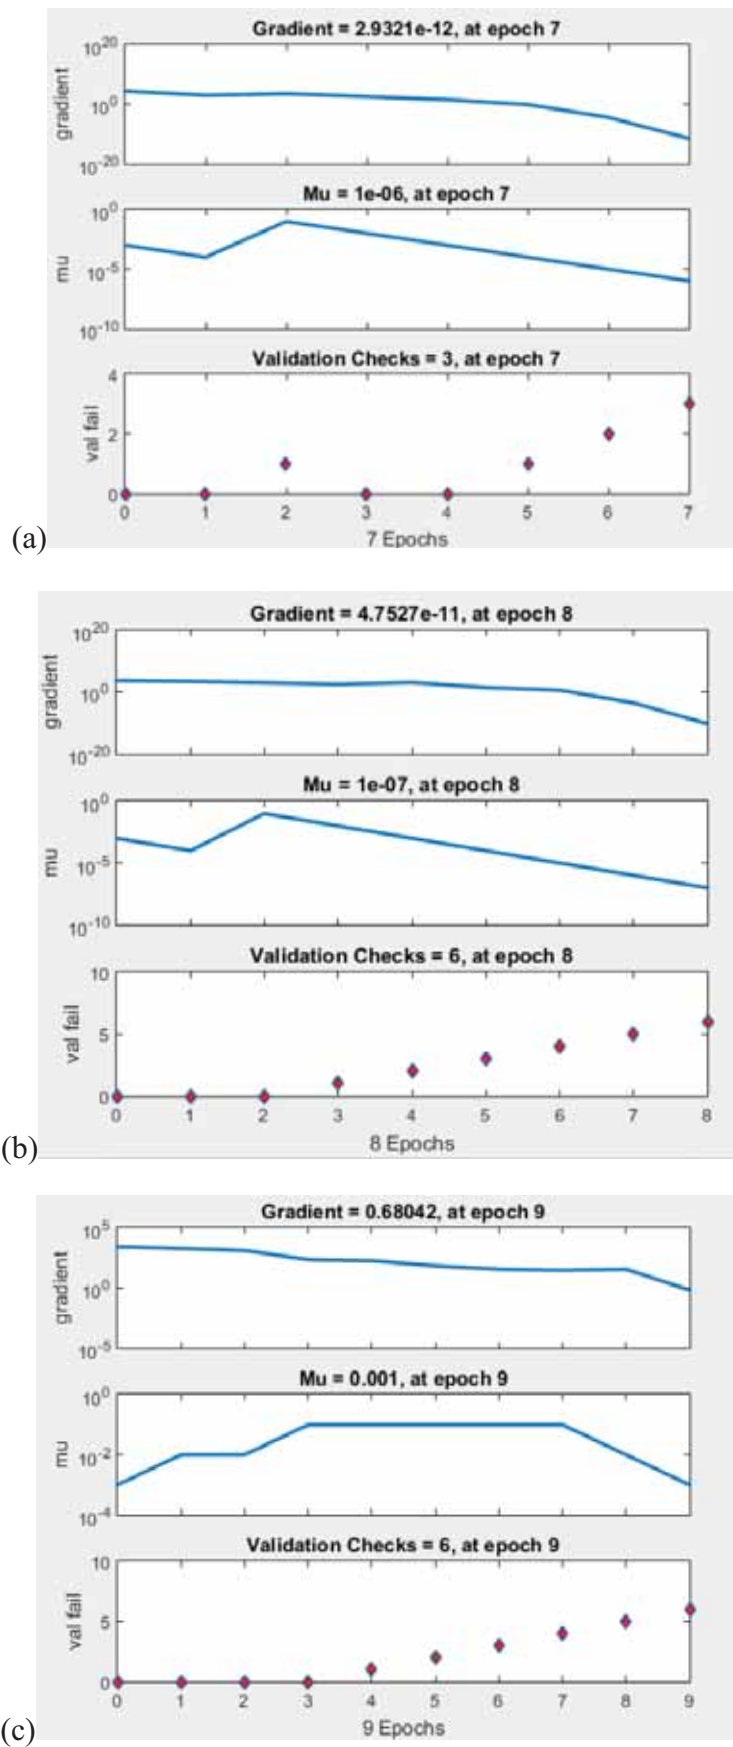 Gradient = 2.9321e-12, at epoch 7
10^20
10^0
10^-20
gradient
Mu = 1e-06, at epoch 7
10^0
10^-5
10^-10
mu
Validation Checks = 3, at epoch 7
4
2
0
val fail
0 1 2 3 4 5 6 7
7 Epochs
(a)
Gradient = 4.7527e-11, at epoch 8
10^20
10^0
10^-20
gradient
Mu = 1e-07, at epoch 8
10^0
10^-5
10^-10
mu
Validation Checks = 6, at epoch 8
10
5
0
val fail
0 1 2 3 4 5 6 7 8
8 Epochs
(b)
Gradient = 0.68042, at epoch 9
10^5
10^0
10^-5
gradient
Mu = 0.001, at epoch 9
10^0
10^-2
10^-4
mu
Validation Checks = 6, at epoch 9
10
5
0
val fail
0 1 2 3 4 5 6 7 8 9
9 Epochs
(c)